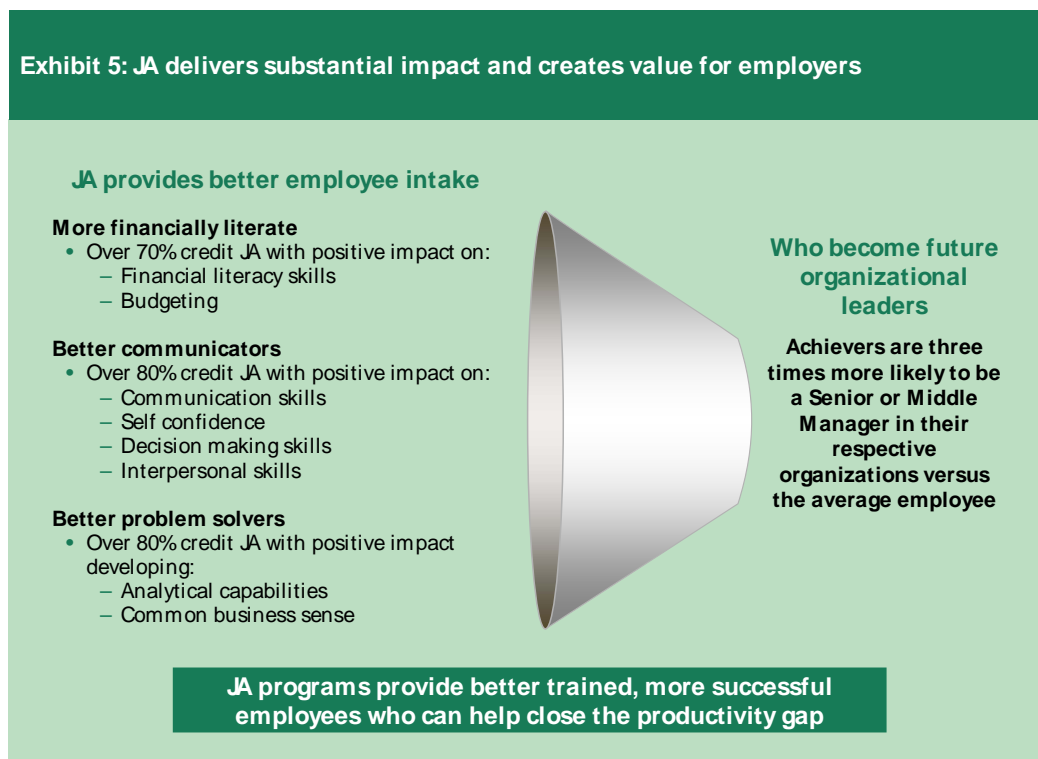 Exhibit 5: JA delivers substantial impact and creates value for employers
JA provides better employee intake
More financially literate
• Over 70% credit JA with positive impact on:
– Financial literacy skills
– Budgeting
Better communicators
• Over 80% credit JA with positive impact on:
– Communication skills
– Self confidence
– Decision making skills
– Interpersonal skills
Better problem solvers
• Over 80% credit JA with positive impact
developing:
– Analytical capabilities
– Common business sense
Who become future
organizational
leaders
Achievers are three
times more likely to be
a Senior or Middle
Manager in their
respective
organizations versus
the average employee
JA programs provide better trained, more successful
employees who can help close the productivity gap